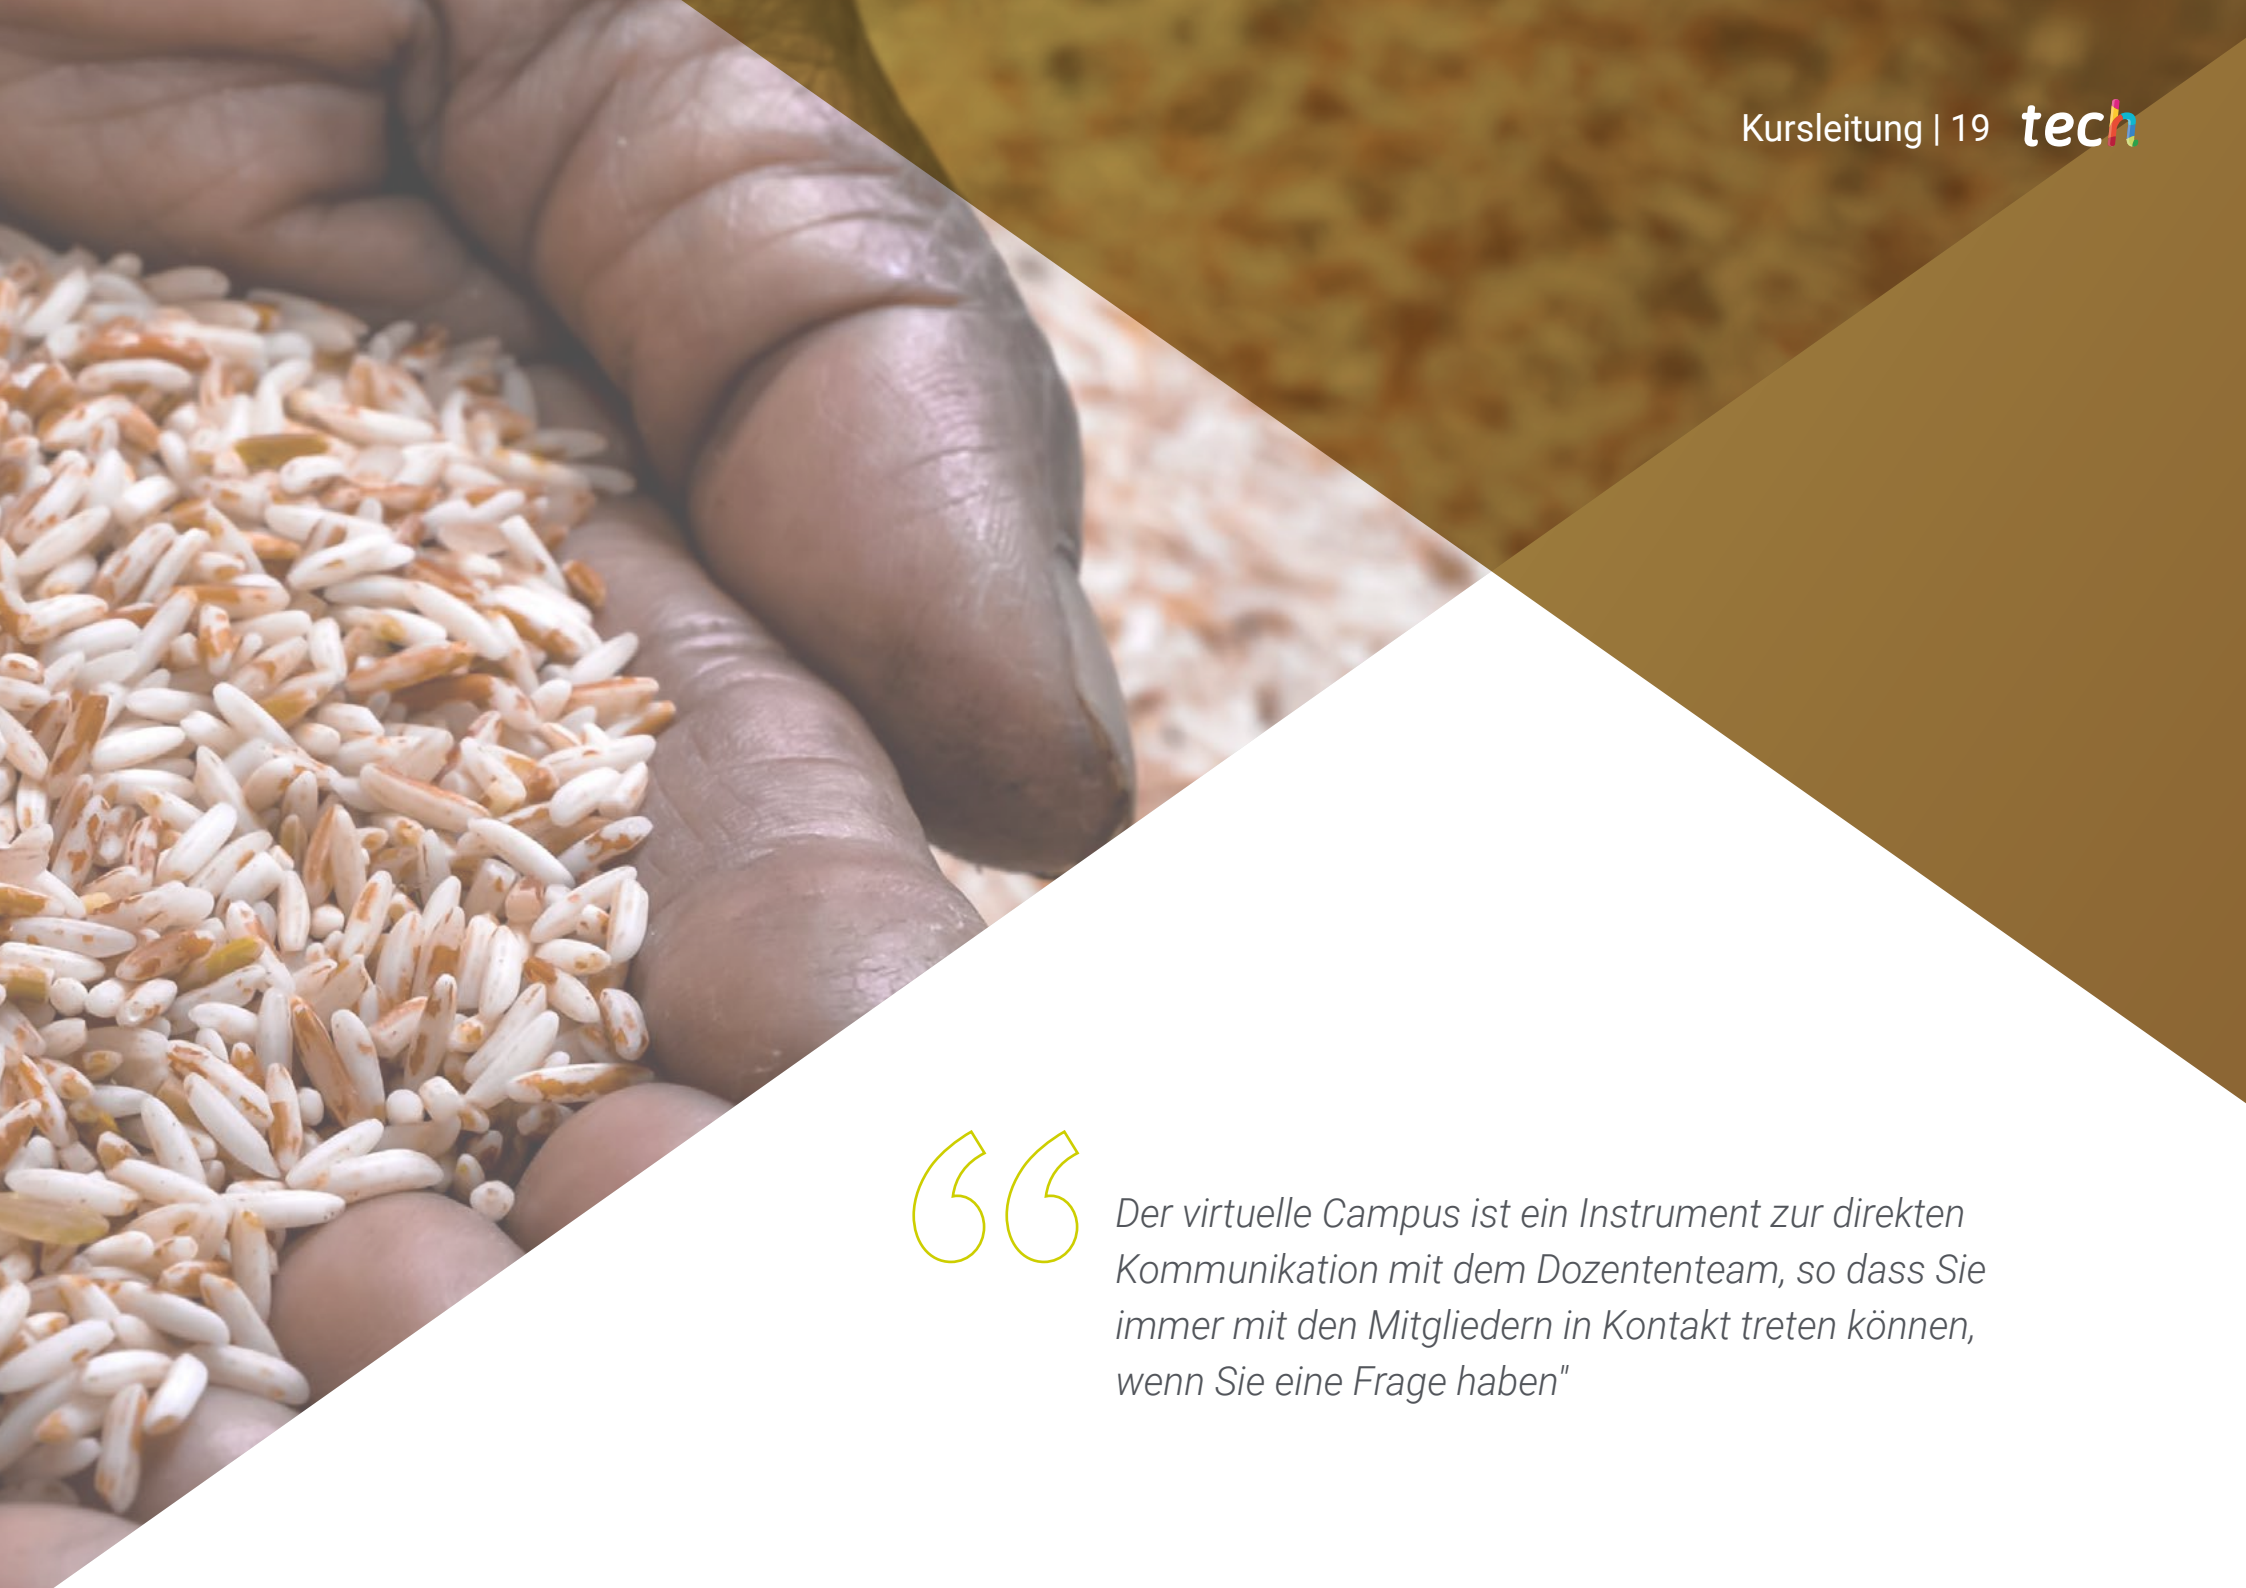 Kursleitung | 19 tech
Der virtuelle Campus ist ein Instrument zur direkten
Kommunikation mit dem Dozententeam, so dass Sie
immer mit den Mitgliedern in Kontakt treten können,
wenn Sie eine Frage haben"